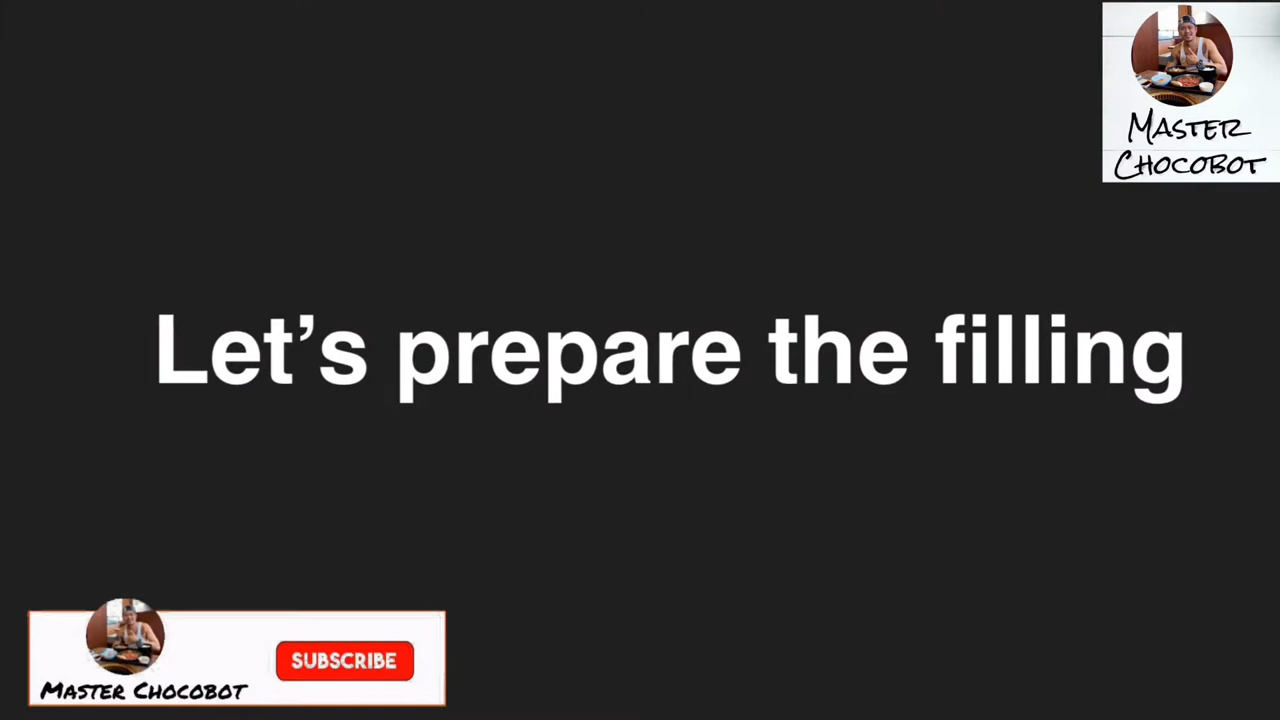 MASTER
CHOCOBOT
Let’s prepare the filling
MASTER CHOCOBOT
SUBSCRIBE